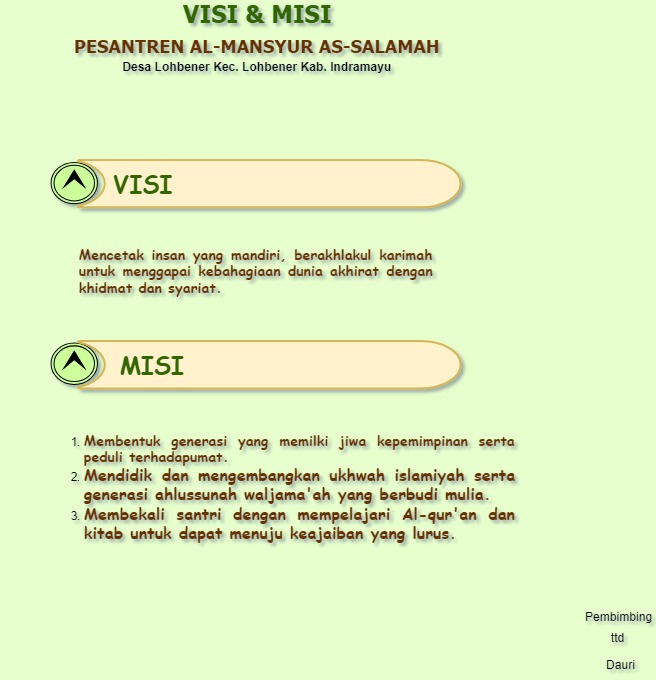 VISI & MISI
PESANTREN AL-MANSYUR AS-SALAMAH
Desa Lohbener Kec. Lohbener Kab. Indramayu
VISI
Mencetak insan yang mandiri, berakhlakul karimah
untuk menggapai kebahagiaan dunia akhirat dengan
khidmat dan syariat.
MISI
1. Membentuk generasi yang memilki jiwa kepemimpinan serta
peduli terhadapumat.
2. Mendidik dan mengembangkan ukhwah islamiyah serta
generasi ahlussunah waljama'ah yang berbudi mulia.
3. Membekali santri dengan mempelajari Al-qur'an dan
kitab untuk dapat menuju keajaiban yang lurus.
Pembimbing
ttd
Dauri